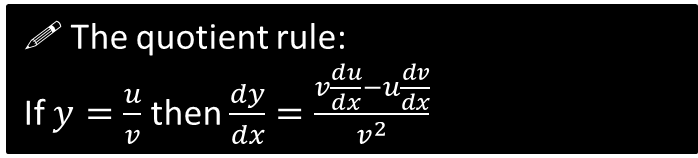 ✏ The quotient rule:
If y = u/v then dy/dx = (v du/dx − u dv/dx)/v²